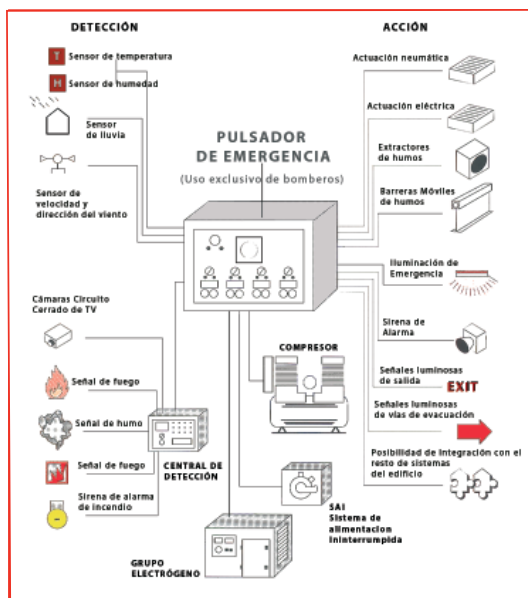 DETECCIÓN
T
Sensor de temperatura
H
Sensor de humedad
Sensor
de lluvia
Sensor de
velocidad y
dirección del viento
Cámaras Circuito
Cerrado de TV
Señal de fuego
Señal de humo
Señal de fuego
Sirena de alarma
de incendio
PULSADOR
DE EMERGENCIA
(Uso exclusivo de bomberos)
COMPRESOR
CENTRAL DE
DETECCIÓN
SAI
Sistema de
alimentacion
Ininterrumpida
GRUPO
ELECTRÓGENO
ACCIÓN
Actuación neumática
Actuación eléctrica
Extractores
de humos
Barreras Móviles
de humos
Iluminación de
Emergencia
Sirena de
Alarma
Señales luminosas
de salida
EXIT
Señales luminosas
de vías de evacuación
Posibilidad de Integración con el
resto de sistemas
del edificio